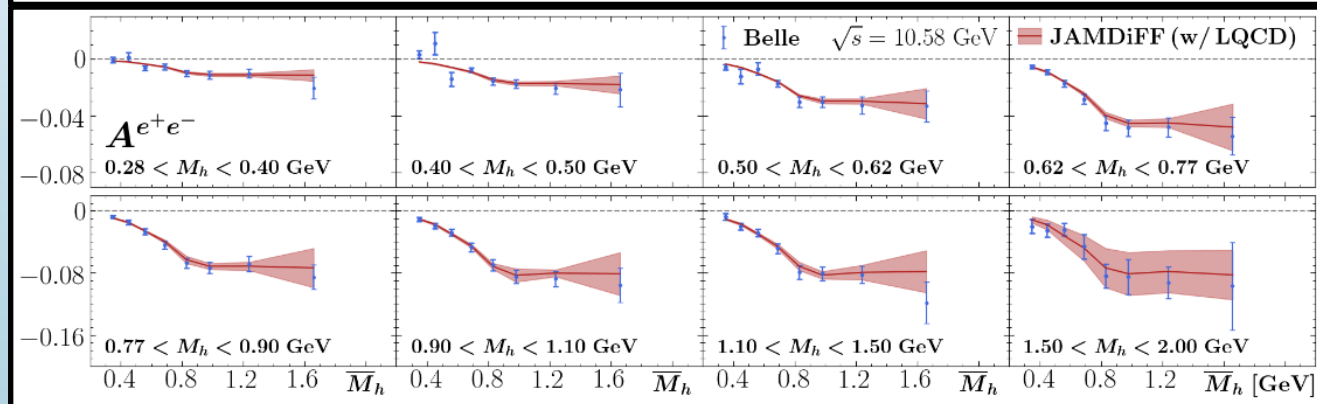 Belle √s = 10.58 GeV JAMDiFF (w/ LQCD)
0
−0.04
−0.08
A^{e^+e^-}
0.28 < M_h < 0.40 GeV
0.40 < M_h < 0.50 GeV
0.50 < M_h < 0.62 GeV
0.62 < M_h < 0.77 GeV
0
−0.08
−0.16
0.77 < M_h < 0.90 GeV
0.90 < M_h < 1.10 GeV
1.10 < M_h < 1.50 GeV
1.50 < M_h < 2.00 GeV
0.4 0.8 1.2 1.6 M̅_h
0.4 0.8 1.2 1.6 M̅_h
0.4 0.8 1.2 1.6 M̅_h
0.4 0.8 1.2 M̅_h [GeV]